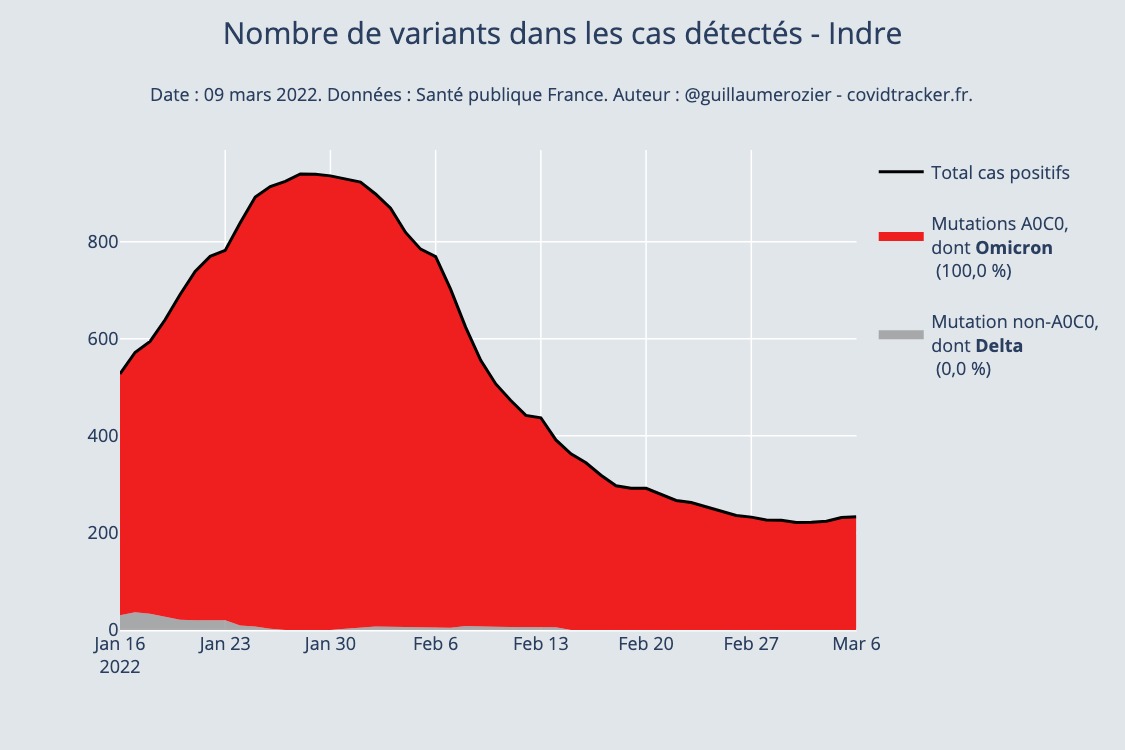 Nombre de variants dans les cas détectés - Indre
Date : 09 mars 2022. Données : Santé publique France. Auteur : @guillaumerozier - covidtracker.fr.
Total cas positifs
Mutations A0C0,
dont Omicron
(100,0 %)
Mutation non-A0C0,
dont Delta
(0,0 %)
800
600
400
200
0
Jan 16
2022
Jan 23
Jan 30
Feb 6
Feb 13
Feb 20
Feb 27
Mar 6